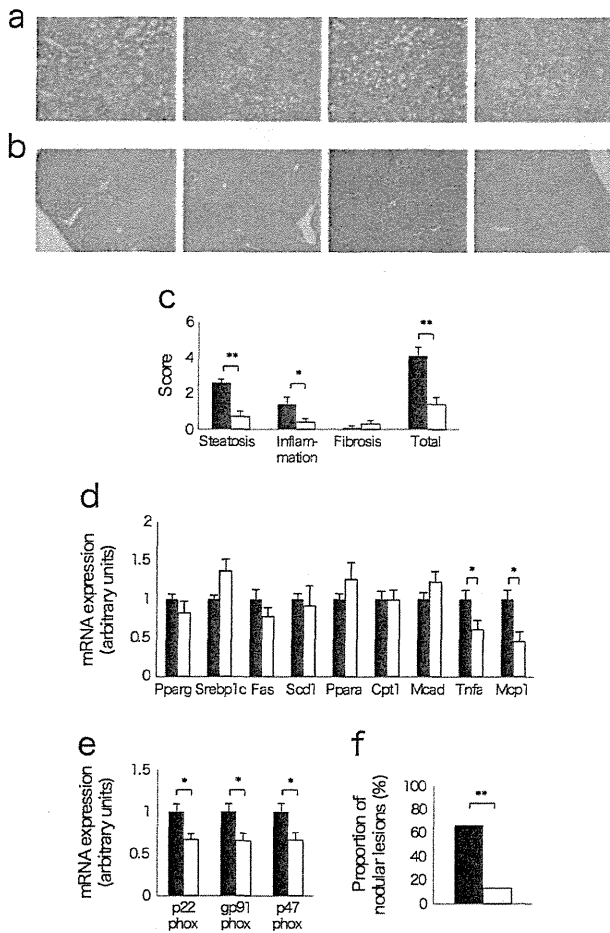 a
b
c
Score
6
4
2
0
** * **
Steatosis Inflam- Fibrosis Total
mation
d
mRNA expression
(arbitrary units)
2
1.5
1
0.5
0
* *
Pparg Srebp1c Fas Scd1 Ppara Cpt1 Mcad Tnfa Mcp1
e
mRNA expression
(arbitrary units)
1.5
1
0.5
0
* * *
p22 gp91 p47
phox phox phox
f
Proportion of
nodular lesions (%)
100
80
60
40
20
0
**